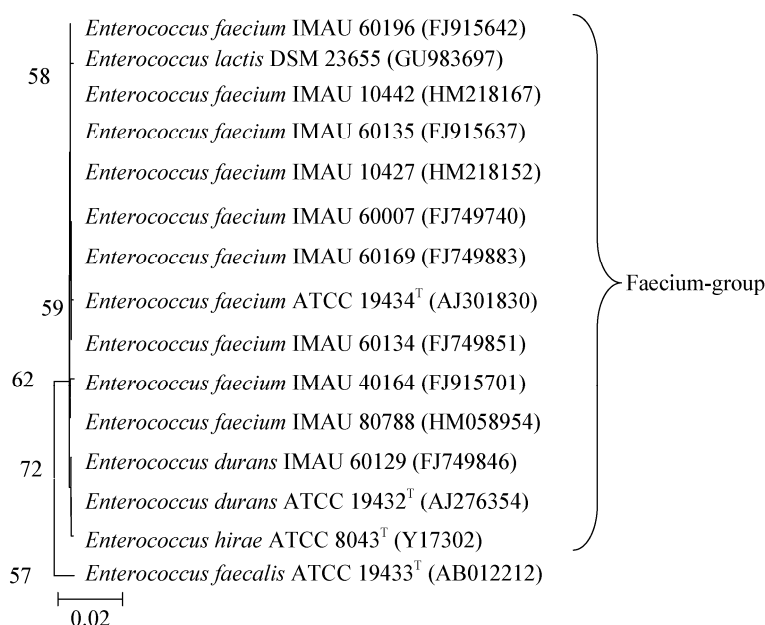 Enterococcus faecium IMAU 60196 (FJ915642)
58
Enterococcus lactis DSM 23655 (GU983697)
Enterococcus faecium IMAU 10442 (HM218167)
Enterococcus faecium IMAU 60135 (FJ915637)
Enterococcus faecium IMAU 10427 (HM218152)
Enterococcus faecium IMAU 60007 (FJ749740)
Enterococcus faecium IMAU 60169 (FJ749883)
Faecium-group
59
Enterococcus faecium ATCC 19434ᵀ (AJ301830)
Enterococcus faecium IMAU 60134 (FJ749851)
62
Enterococcus faecium IMAU 40164 (FJ915701)
Enterococcus faecium IMAU 80788 (HM058954)
72
Enterococcus durans IMAU 60129 (FJ749846)
Enterococcus durans ATCC 19432ᵀ (AJ276354)
Enterococcus hirae ATCC 8043ᵀ (Y17302)
57
Enterococcus faecalis ATCC 19433ᵀ (AB012212)
0.02